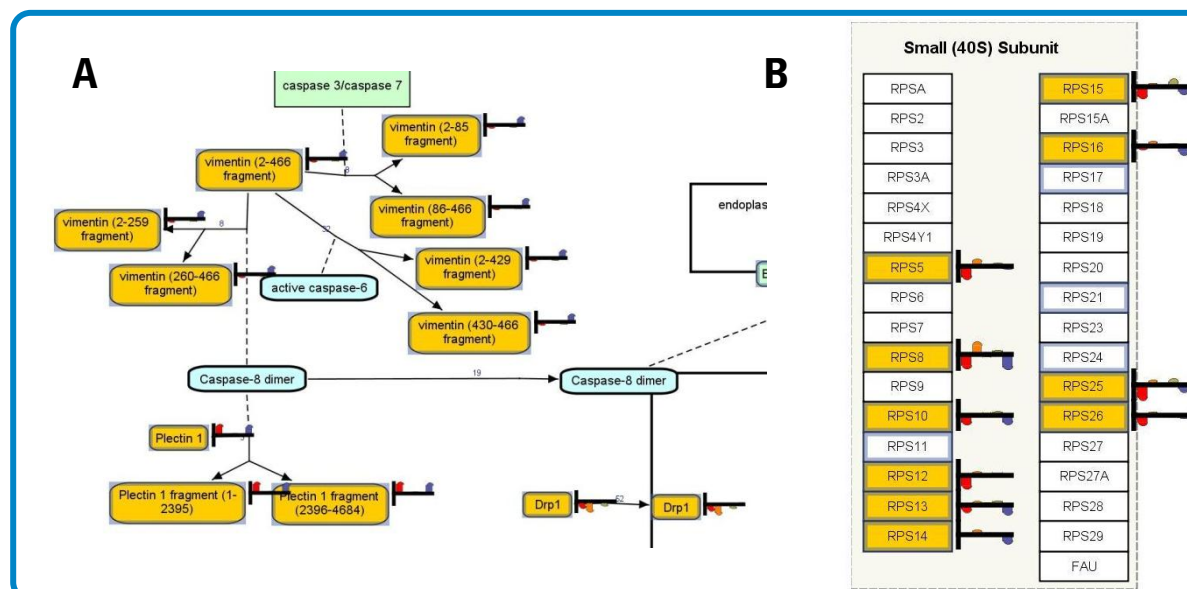 A
caspase 3/caspase 7
vimentin (2-466
fragment)
vimentin (2-85
fragment)
vimentin (86-466
fragment)
vimentin (2-259
fragment)
8
vimentin (260-466
fragment)
active caspase-6
vimentin (2-429
fragment)
vimentin (430-466
fragment)
Caspase-8 dimer
19
Caspase-8 dimer
Plectin 1
Plectin 1 fragment (1-
2395)
Plectin 1 fragment
(2396-4684)
Drp1
52
Drp1
endoplas
B
Small (40S) Subunit
RPSA
RPS2
RPS3
RPS3A
RPS4X
RPS4Y1
RPS5
RPS6
RPS7
RPS8
RPS9
RPS10
RPS11
RPS12
RPS13
RPS14
RPS15
RPS15A
RPS16
RPS17
RPS18
RPS19
RPS20
RPS21
RPS23
RPS24
RPS25
RPS26
RPS27
RPS27A
RPS28
RPS29
FAU